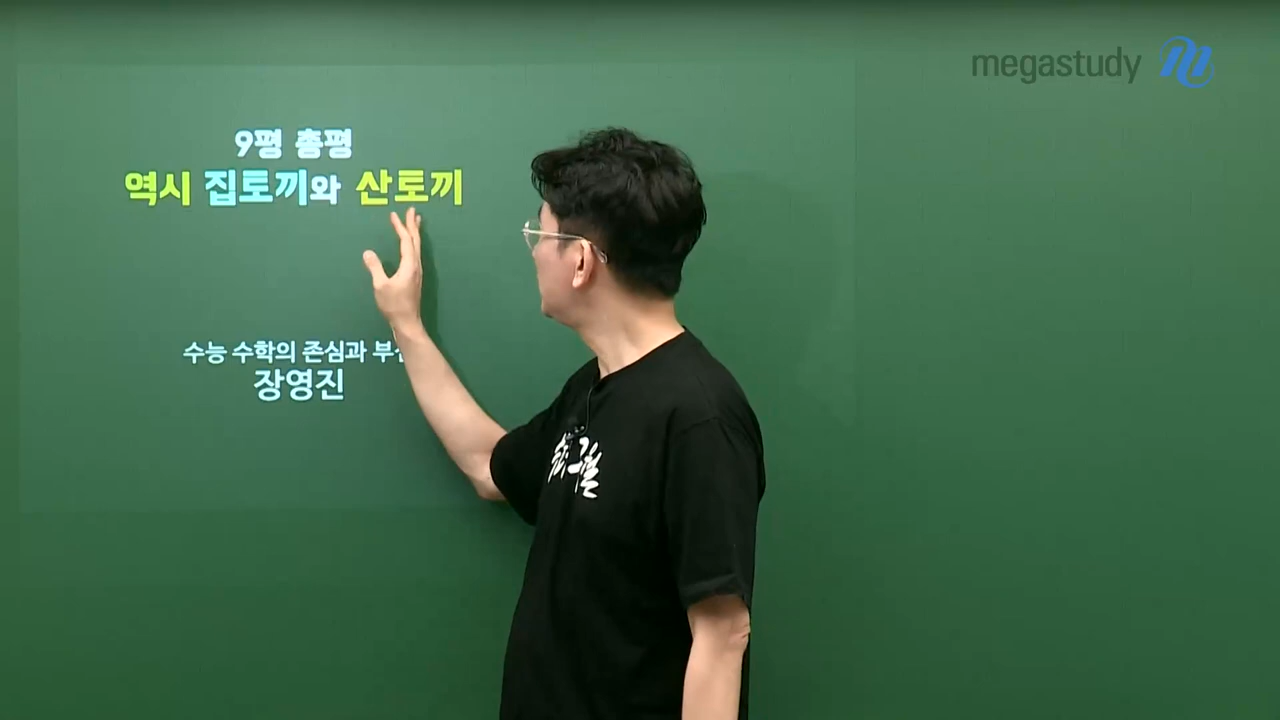 megastudy
9평 총평
역시 집토끼와 산토끼
수능 수학의 존심과
장영진